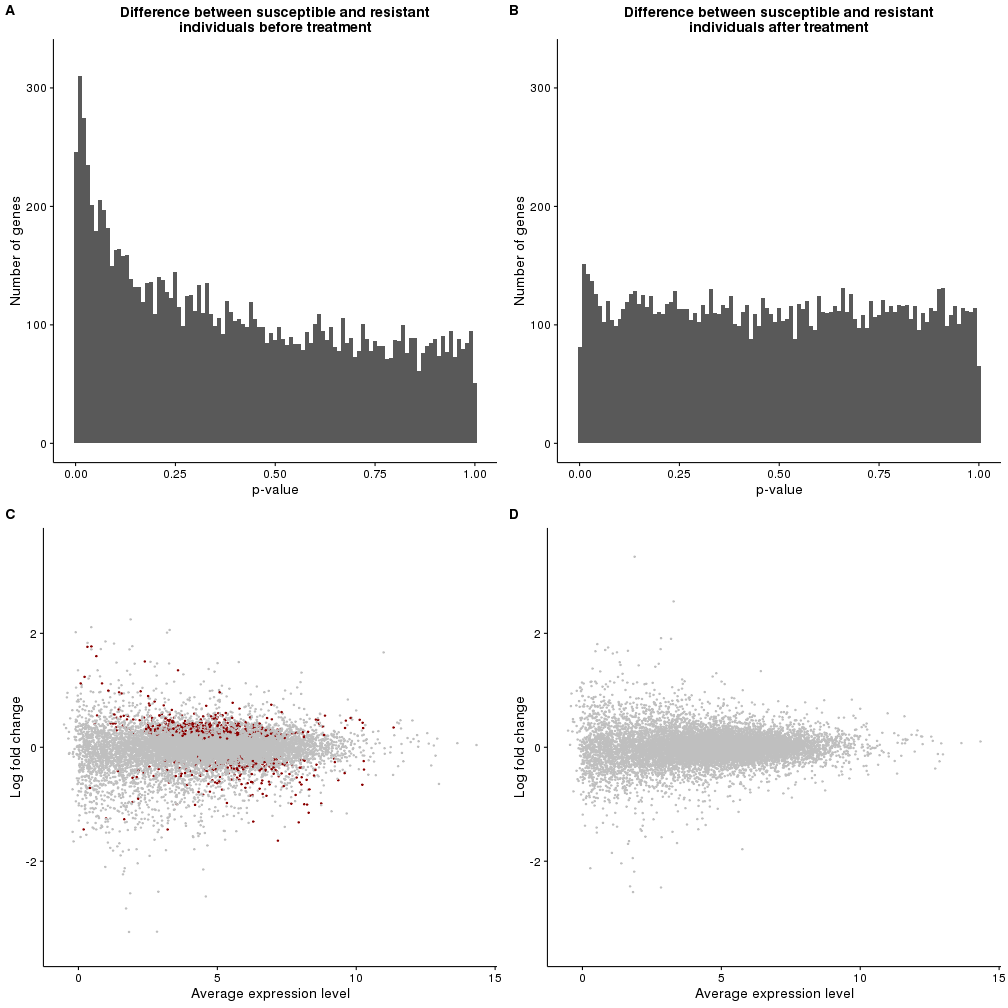 A
Difference between susceptible and resistant
individuals before treatment
300
200
100
0
Number of genes
0.00
0.25
0.50
0.75
1.00
p-value
B
Difference between susceptible and resistant
individuals after treatment
300
200
100
0
Number of genes
0.00
0.25
0.50
0.75
1.00
p-value
C
2
0
-2
Log fold change
0
5
10
15
Average expression level
D
2
0
-2
Log fold change
0
5
10
15
Average expression level